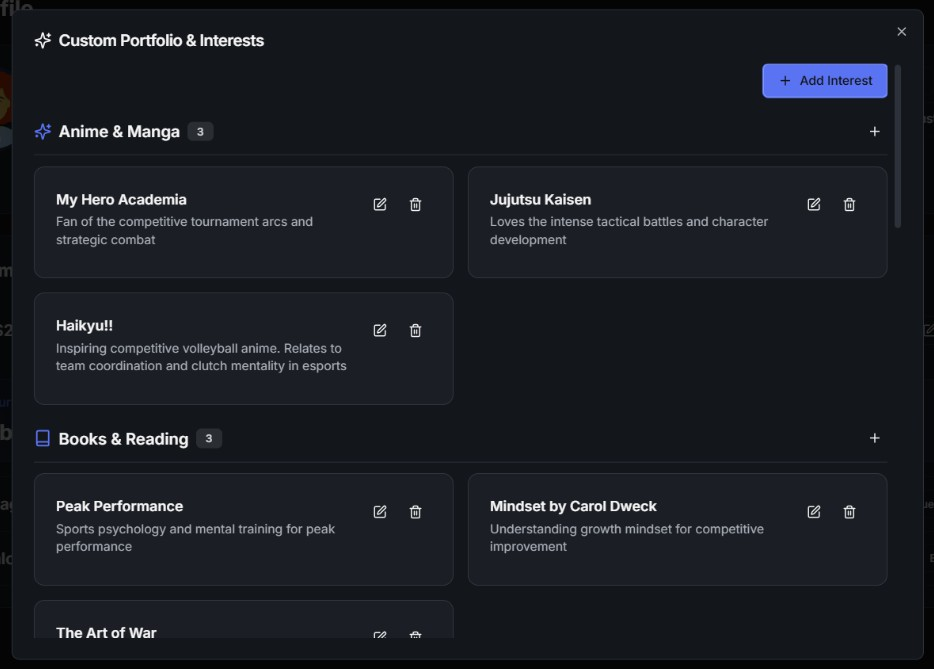 file
Custom Portfolio & Interests
Add Interest
Anime & Manga 3
My Hero Academia
Fan of the competitive tournament arcs and
strategic combat
Jujutsu Kaisen
Loves the intense tactical battles and character
development
Haikyu!!
Inspiring competitive volleyball anime. Relates to
team coordination and clutch mentality in esports
Books & Reading 3
Peak Performance
Sports psychology and mental training for peak
performance
Mindset by Carol Dweck
Understanding growth mindset for competitive
improvement
The Art of War